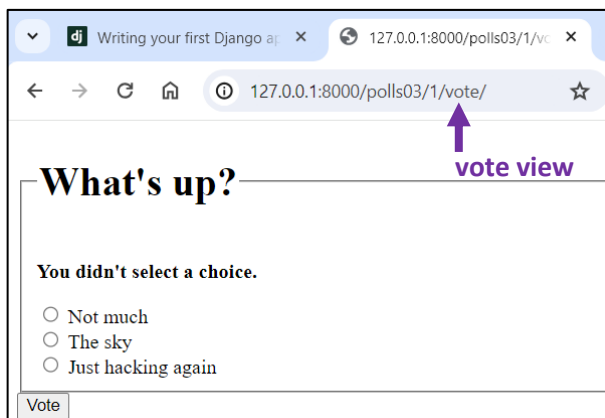 Writing your first Django ap
127.0.0.1:8000/polls03/1/vo
127.0.0.1:8000/polls03/1/vote/
vote view
What's up?
You didn't select a choice.
Not much
The sky
Just hacking again
Vote